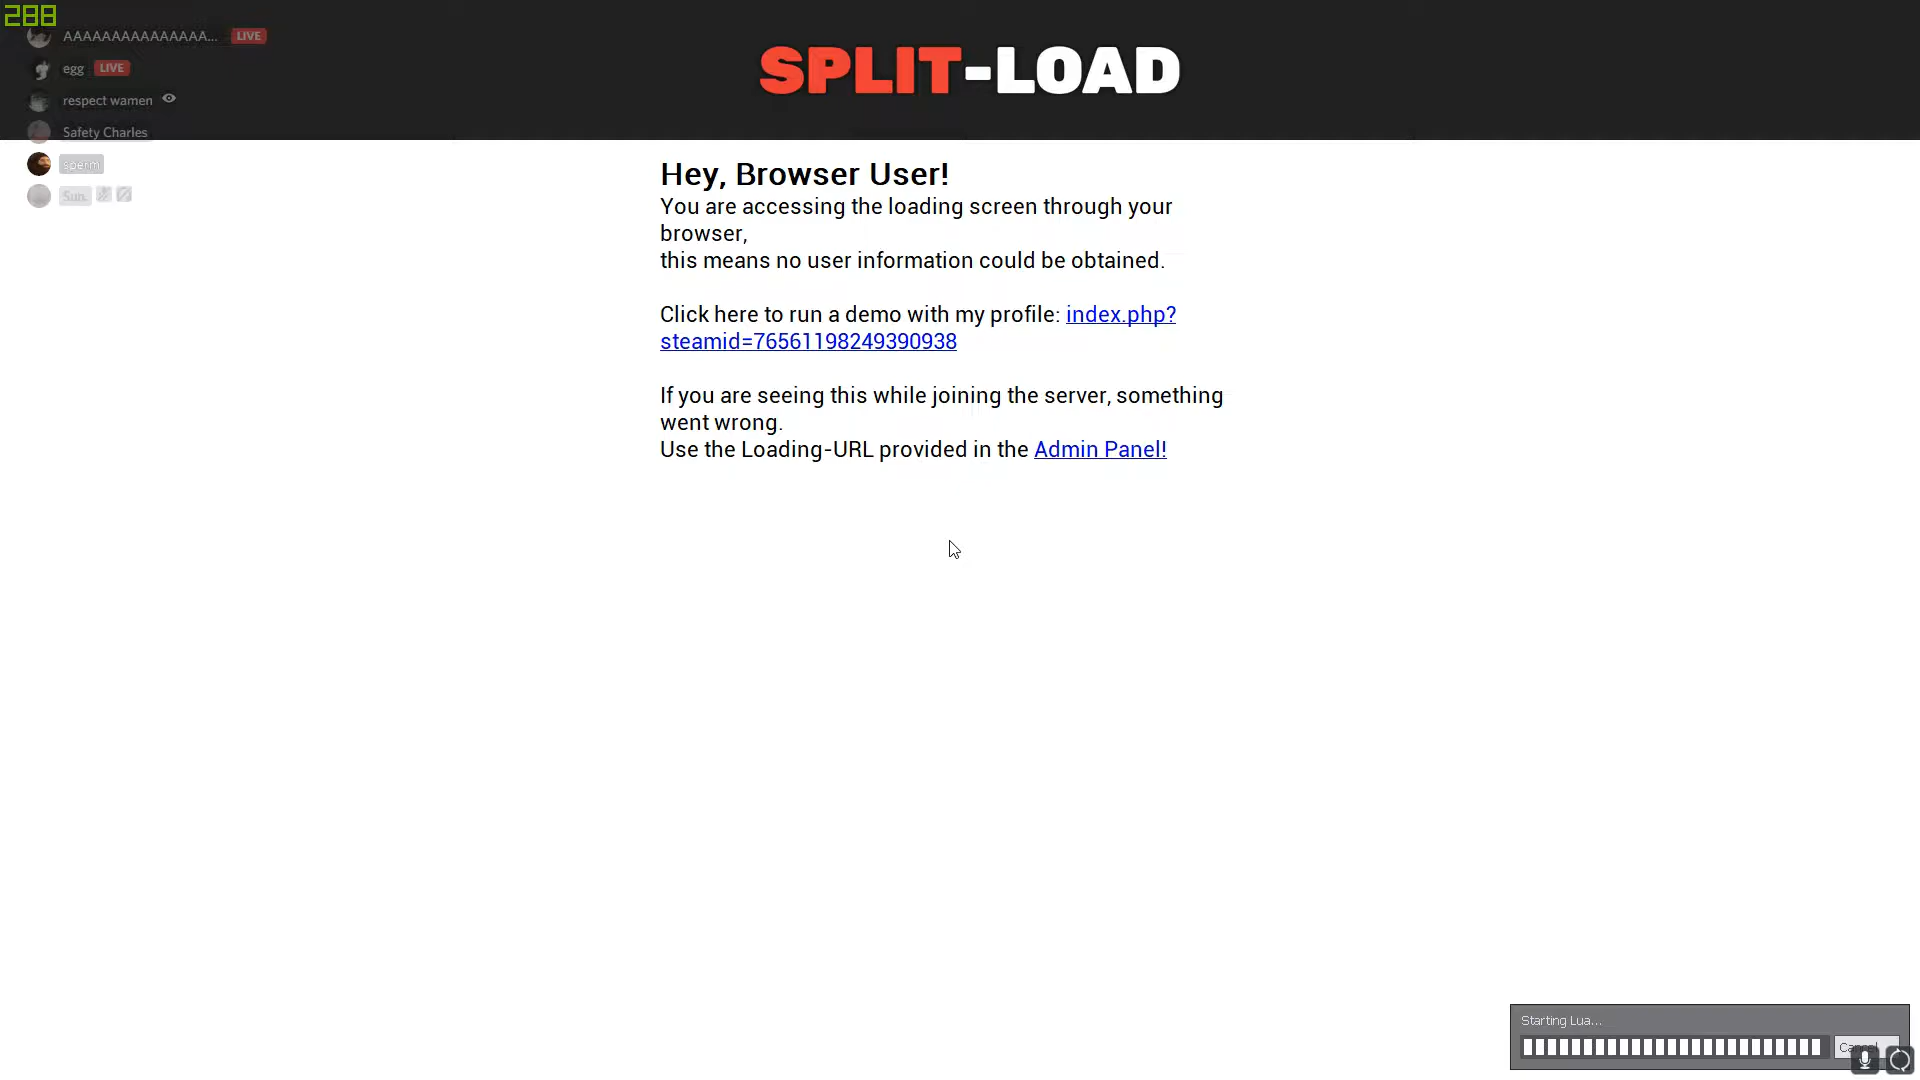 288
AAAAAAAAAAAAAAA... LIVE
SPLIT-LOAD
egg LIVE
respect wamen
Safety Charles
sperm
Sun.
Hey, Browser User!
You are accessing the loading screen through your
browser,
this means no user information could be obtained.
Click here to run a demo with my profile: index.php?
steamid=76561198249390938
If you are seeing this while joining the server, something
went wrong.
Use the Loading-URL provided in the Admin Panel!
Starting Lua...
Cancel